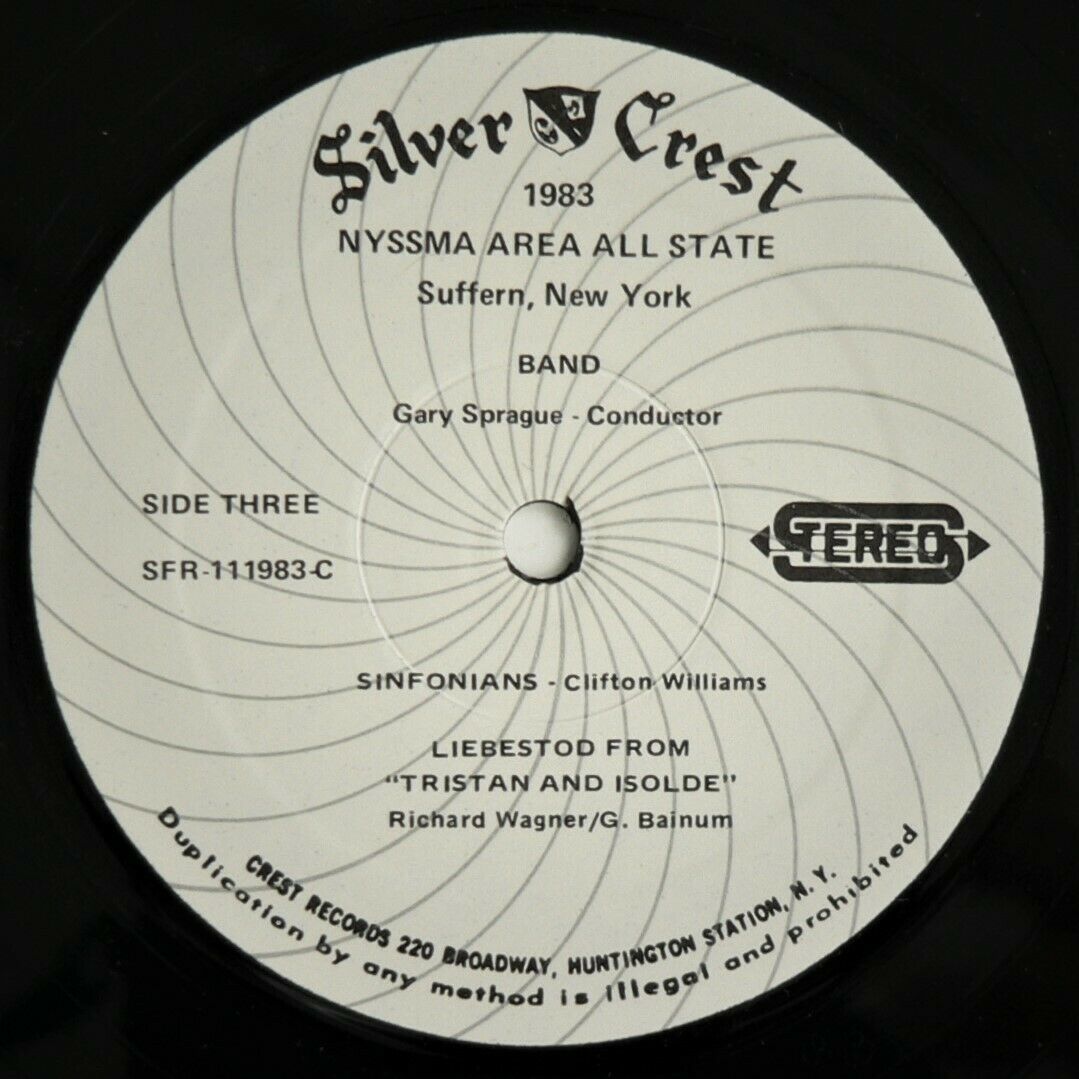 Silver Crest
1983
NYSSMA AREA ALL STATE
Suffern, New York
BAND
Gary Sprague - Conductor
SIDE THREE
SFR-111983-C
STEREO
SINFONIANS - Clifton Williams
LIEBESTOD FROM
"TRISTAN AND ISOLDE"
Richard Wagner/G. Bainum
CREST RECORDS 220 BROADWAY, HUNTINGTON STATION, N. Y.
Duplication by any method is illegal and prohibited